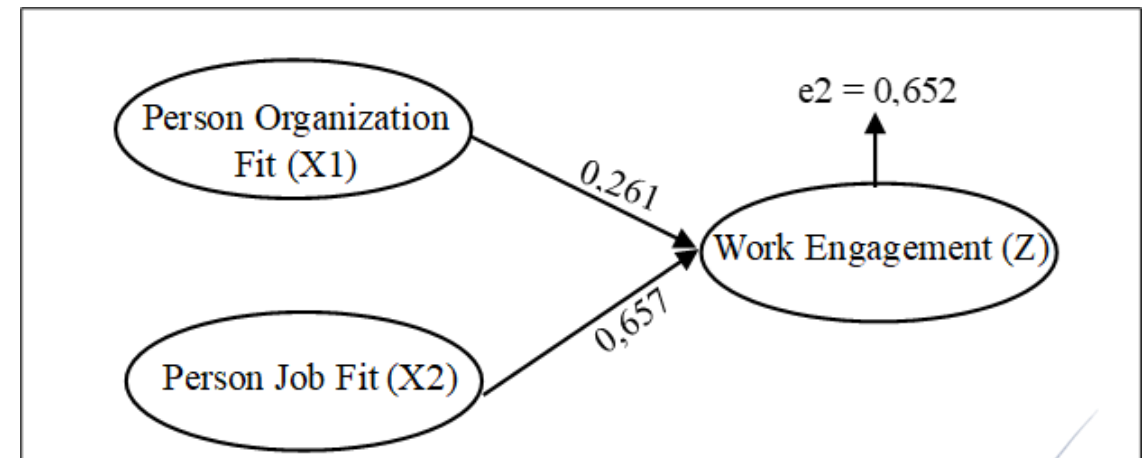 Person Organization
Fit (X1)
e2 = 0,652
0,261
Work Engagement (Z)
0,657
Person Job Fit (X2)